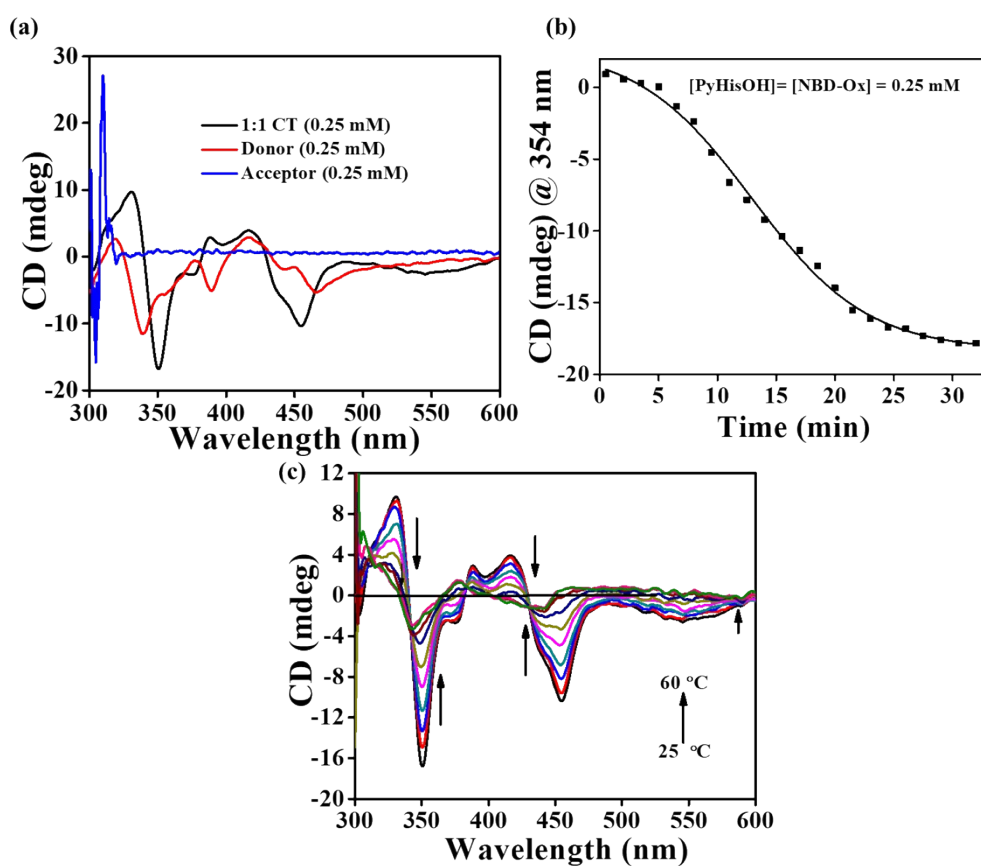 (a)
30
20
10
0
-10
-20
CD (mdeg)
1:1 CT (0.25 mM)
Donor (0.25 mM)
Acceptor (0.25 mM)
300 350 400 450 500 550 600
Wavelength (nm)
(b)
0
-5
-10
-15
-20
CD (mdeg) @ 354 nm
[PyHisOH]= [NBD-Ox] = 0.25 mM
0 5 10 15 20 25 30
Time (min)
(c)
12
8
4
0
-4
-8
-12
-16
-20
CD (mdeg)
60 °C
25 °C
300 350 400 450 500 550 600
Wavelength (nm)